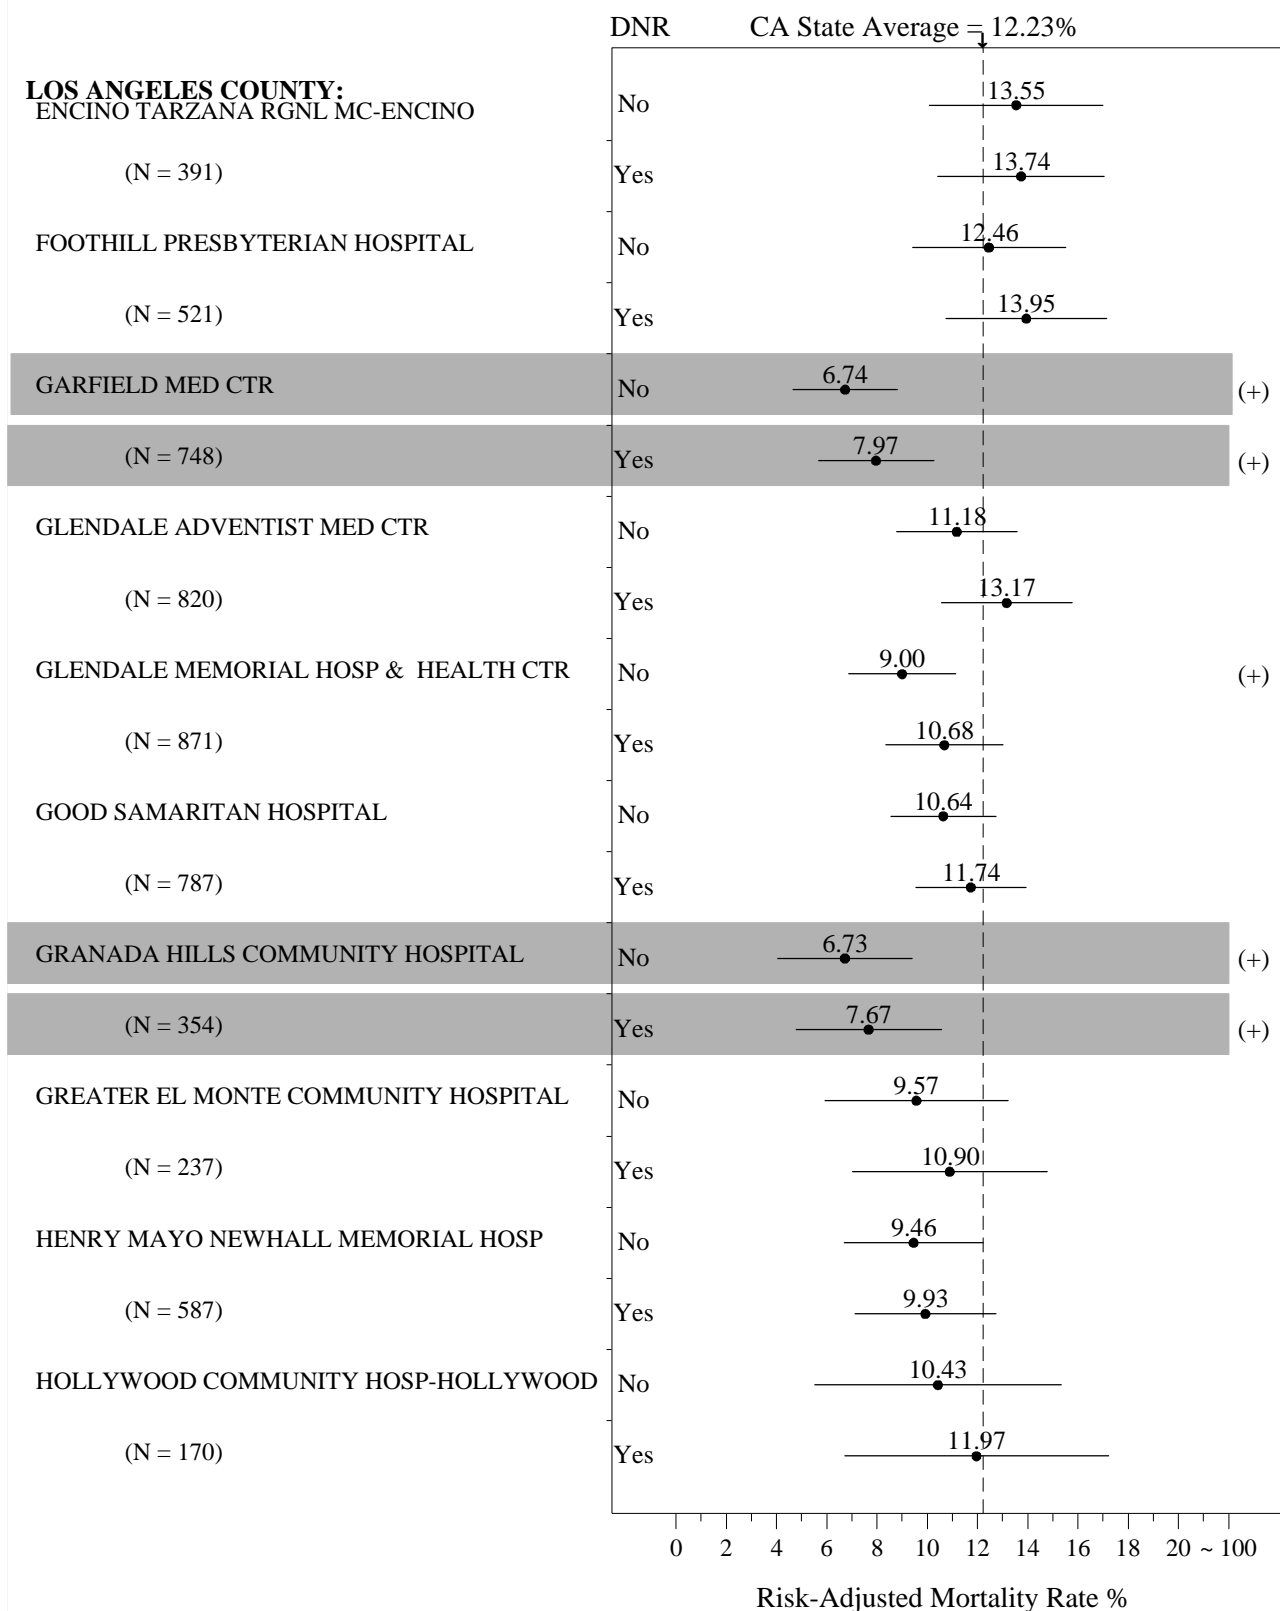 DNR CA State Average = 12.23%
LOS ANGELES COUNTY:
ENCINO TARZANA RGNL MC-ENCINO No 13.55
(N = 391) Yes 13.74
FOOTHILL PRESBYTERIAN HOSPITAL No 12.46
(N = 521) Yes 13.95
GARFIELD MED CTR No 6.74 (+)
(N = 748) Yes 7.97 (+)
GLENDALE ADVENTIST MED CTR No 11.18
(N = 820) Yes 13.17
GLENDALE MEMORIAL HOSP & HEALTH CTR No 9.00 (+)
(N = 871) Yes 10.68
GOOD SAMARITAN HOSPITAL No 10.64
(N = 787) Yes 11.74
GRANADA HILLS COMMUNITY HOSPITAL No 6.73 (+)
(N = 354) Yes 7.67 (+)
GREATER EL MONTE COMMUNITY HOSPITAL No 9.57
(N = 237) Yes 10.90
HENRY MAYO NEWHALL MEMORIAL HOSP No 9.46
(N = 587) Yes 9.93
HOLLYWOOD COMMUNITY HOSP-HOLLYWOOD No 10.43
(N = 170) Yes 11.97
0 2 4 6 8 10 12 14 16 18 20 ~ 100
Risk-Adjusted Mortality Rate %